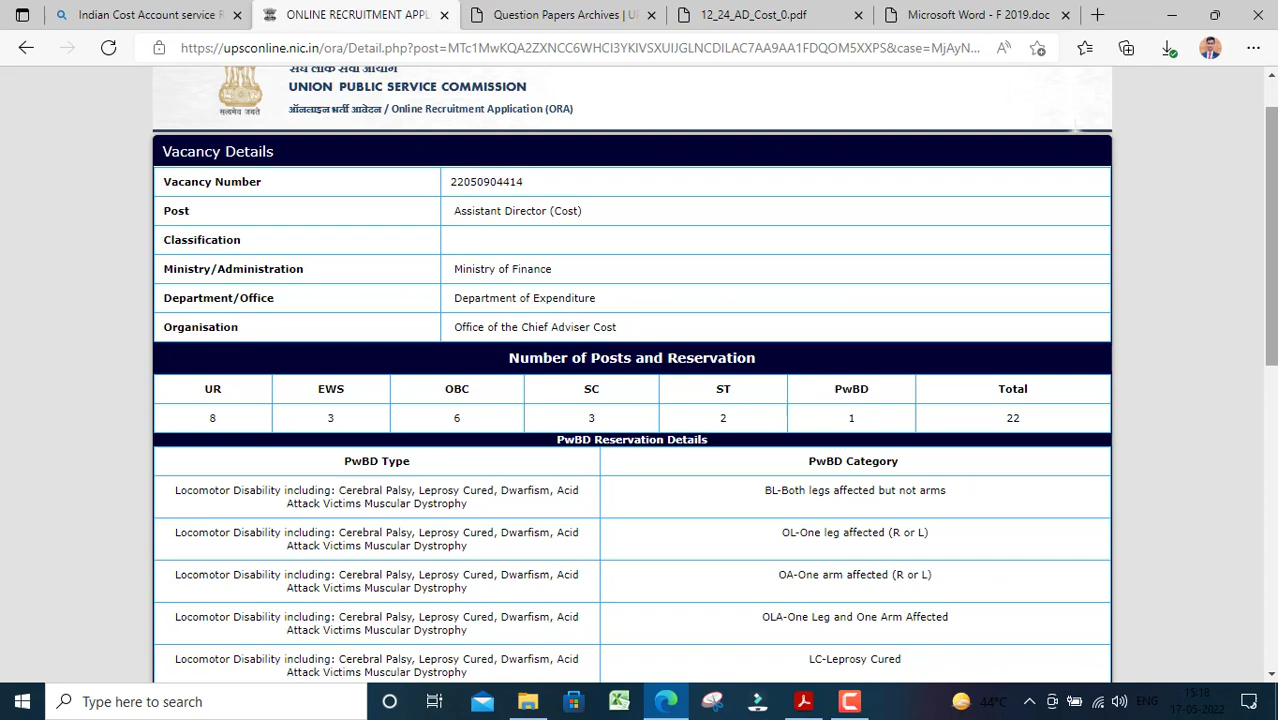 Indian Cost Account service R
ONLINE RECRUITMENT APPL
Question Papers Archives | U
12_24_AD_Cost_0.pdf
Microsoft Word - F 2019.doc
https://upsconline.nic.in/ora/Detail.php?post=MTc1MwKQA2ZXNCC6WHCI3YKIVSXUIJGLNCDILAC7AA9AA1FDQOM5XXPS&case=MjAyN...
संघ लोक सेवा आयोग
UNION PUBLIC SERVICE COMMISSION
ऑनलाइन भर्ती आवेदन / Online Recruitment Application (ORA)
सत्यमेव जयते
Vacancy Details
Vacancy Number 22050904414
Post Assistant Director (Cost)
Classification
Ministry/Administration Ministry of Finance
Department/Office Department of Expenditure
Organisation Office of the Chief Adviser Cost
Number of Posts and Reservation
UR EWS OBC SC ST PwBD Total
8 3 6 3 2 1 22
PwBD Reservation Details
PwBD Type PwBD Category
Locomotor Disability including: Cerebral Palsy, Leprosy Cured, Dwarfism, Acid
Attack Victims Muscular Dystrophy
BL-Both legs affected but not arms
Locomotor Disability including: Cerebral Palsy, Leprosy Cured, Dwarfism, Acid
Attack Victims Muscular Dystrophy
OL-One leg affected (R or L)
Locomotor Disability including: Cerebral Palsy, Leprosy Cured, Dwarfism, Acid
Attack Victims Muscular Dystrophy
OA-One arm affected (R or L)
Locomotor Disability including: Cerebral Palsy, Leprosy Cured, Dwarfism, Acid
Attack Victims Muscular Dystrophy
OLA-One Leg and One Arm Affected
Locomotor Disability including: Cerebral Palsy, Leprosy Cured, Dwarfism, Acid
Attack Victims Muscular Dystrophy
LC-Leprosy Cured
Type here to search
44°C
ENG
15:18
17-05-2022